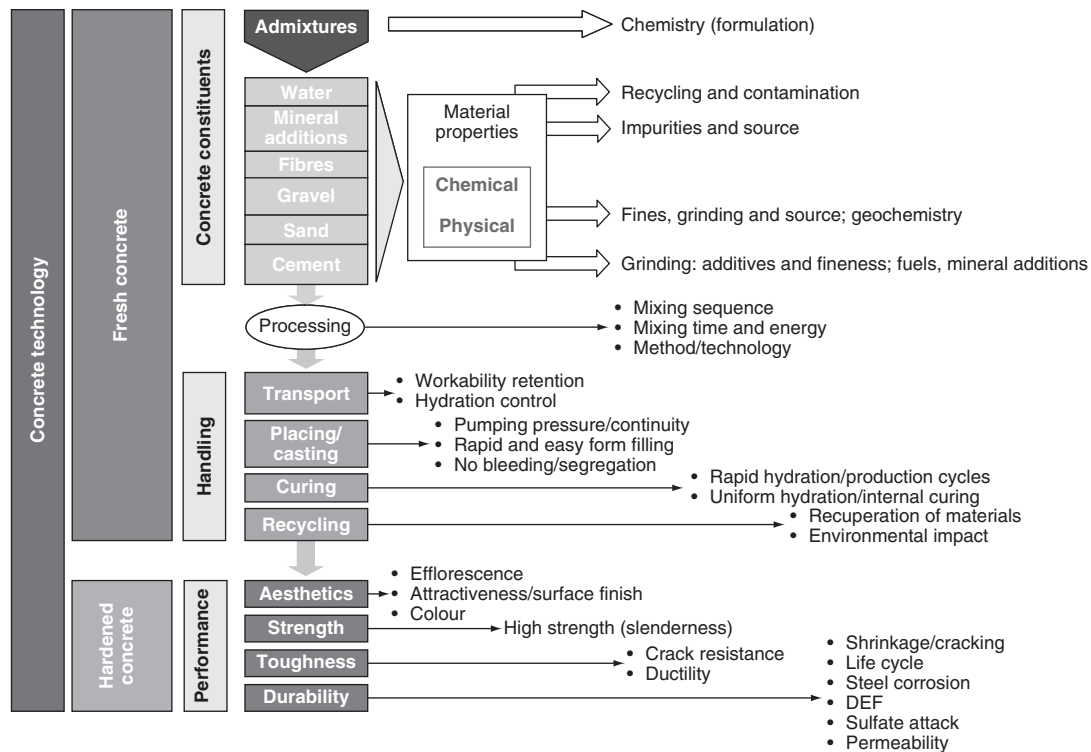 Concrete technology
Fresh concrete
Hardened
concrete
Concrete constituents
Handling
Performance
Admixtures
Chemistry (formulation)
Water
Mineral
additions
Fibres
Gravel
Sand
Cement
Material
properties
Chemical
Physical
Recycling and contamination
Impurities and source
Fines, grinding and source; geochemistry
Grinding: additives and fineness; fuels, mineral additions
Processing
• Mixing sequence
• Mixing time and energy
• Method/technology
Transport
• Workability retention
• Hydration control
Placing/
casting
• Pumping pressure/continuity
• Rapid and easy form filling
• No bleeding/segregation
Curing
• Rapid hydration/production cycles
• Uniform hydration/internal curing
Recycling
• Recuperation of materials
• Environmental impact
Aesthetics
• Efflorescence
• Attractiveness/surface finish
• Colour
Strength
High strength (slenderness)
Toughness
• Crack resistance
• Ductility
Durability
• Shrinkage/cracking
• Life cycle
• Steel corrosion
• DEF
• Sulfate attack
• Permeability